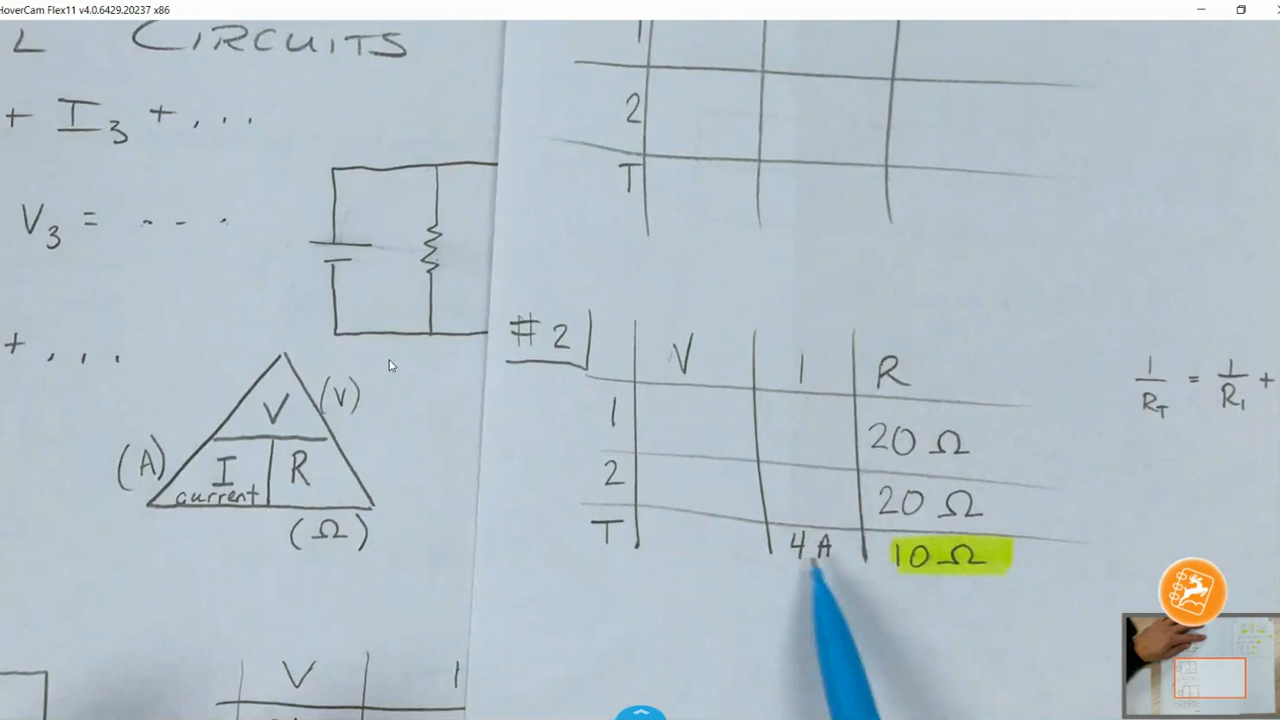 HoverCam Flex11 v4.0.6429.20237 x86
L CIRCUITS
+ I3 + , . . .
V3 = - - - .
+ , . . .
V (V)
(A) I R
current
(Ω)
V I
1
2
T
#2 V I R
1 20 Ω
2 20 Ω
T 4 A 10 Ω
1/RT = 1/R1 +